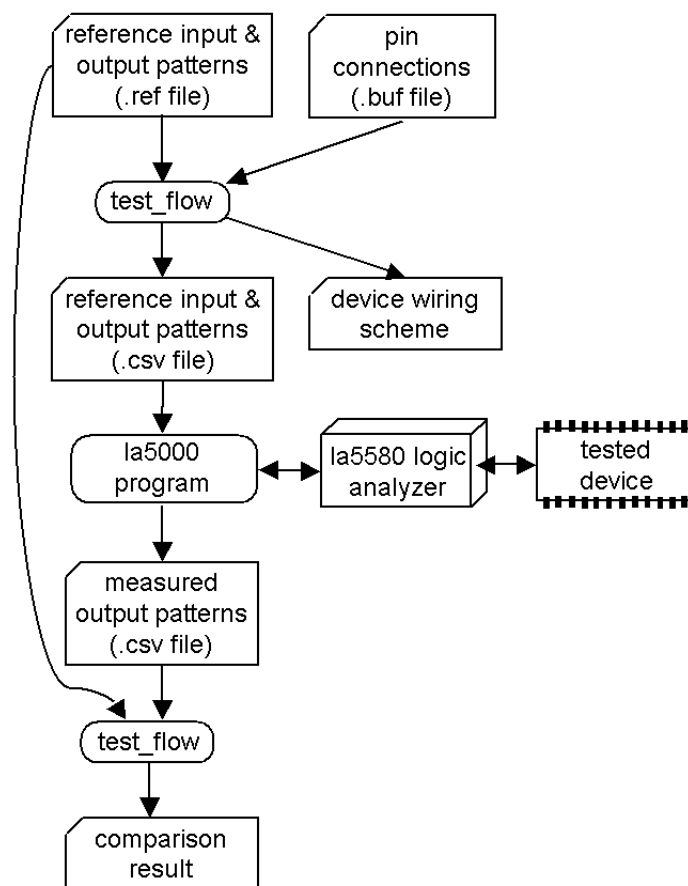 reference input &
output patterns
(.ref file)
pin
connections
(.buf file)
test_flow
reference input &
output patterns
(.csv file)
device wiring
scheme
la5000
program
la5580 logic
analyzer
tested
device
measured
output patterns
(.csv file)
test_flow
comparison
result